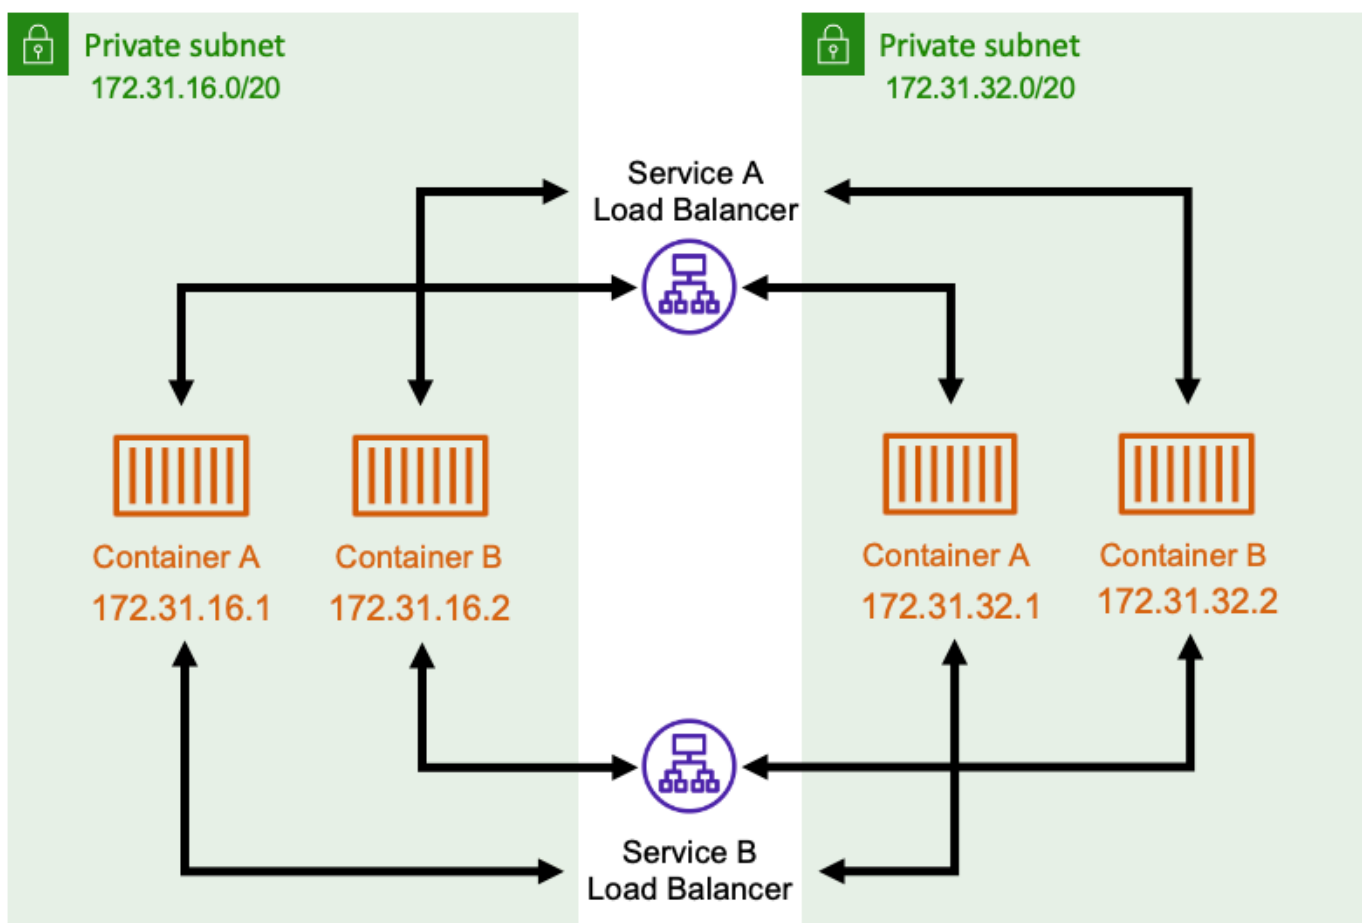 Private subnet
172.31.16.0/20
Private subnet
172.31.32.0/20
Service A
Load Balancer
Container A
172.31.16.1
Container B
172.31.16.2
Container A
172.31.32.1
Container B
172.31.32.2
Service B
Load Balancer